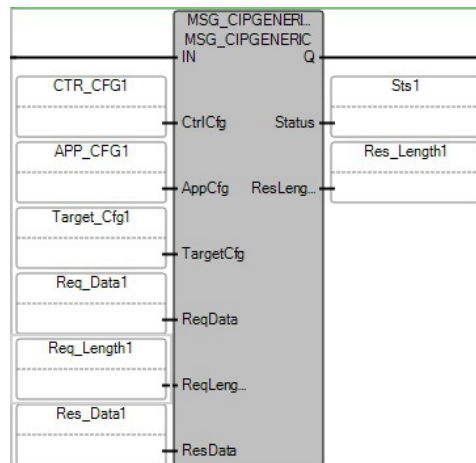 MSG_CIPGENERI...
MSG_CIPGENERIC
IN Q
CTR_CFG1 Sts1
CtrlCfg Status
APP_CFG1 Res_Length1
AppCfg ResLeng...
Target_Cfg1
TargetCfg
Req_Data1
ReqData
Req_Length1
ReqLeng...
Res_Data1
ResData